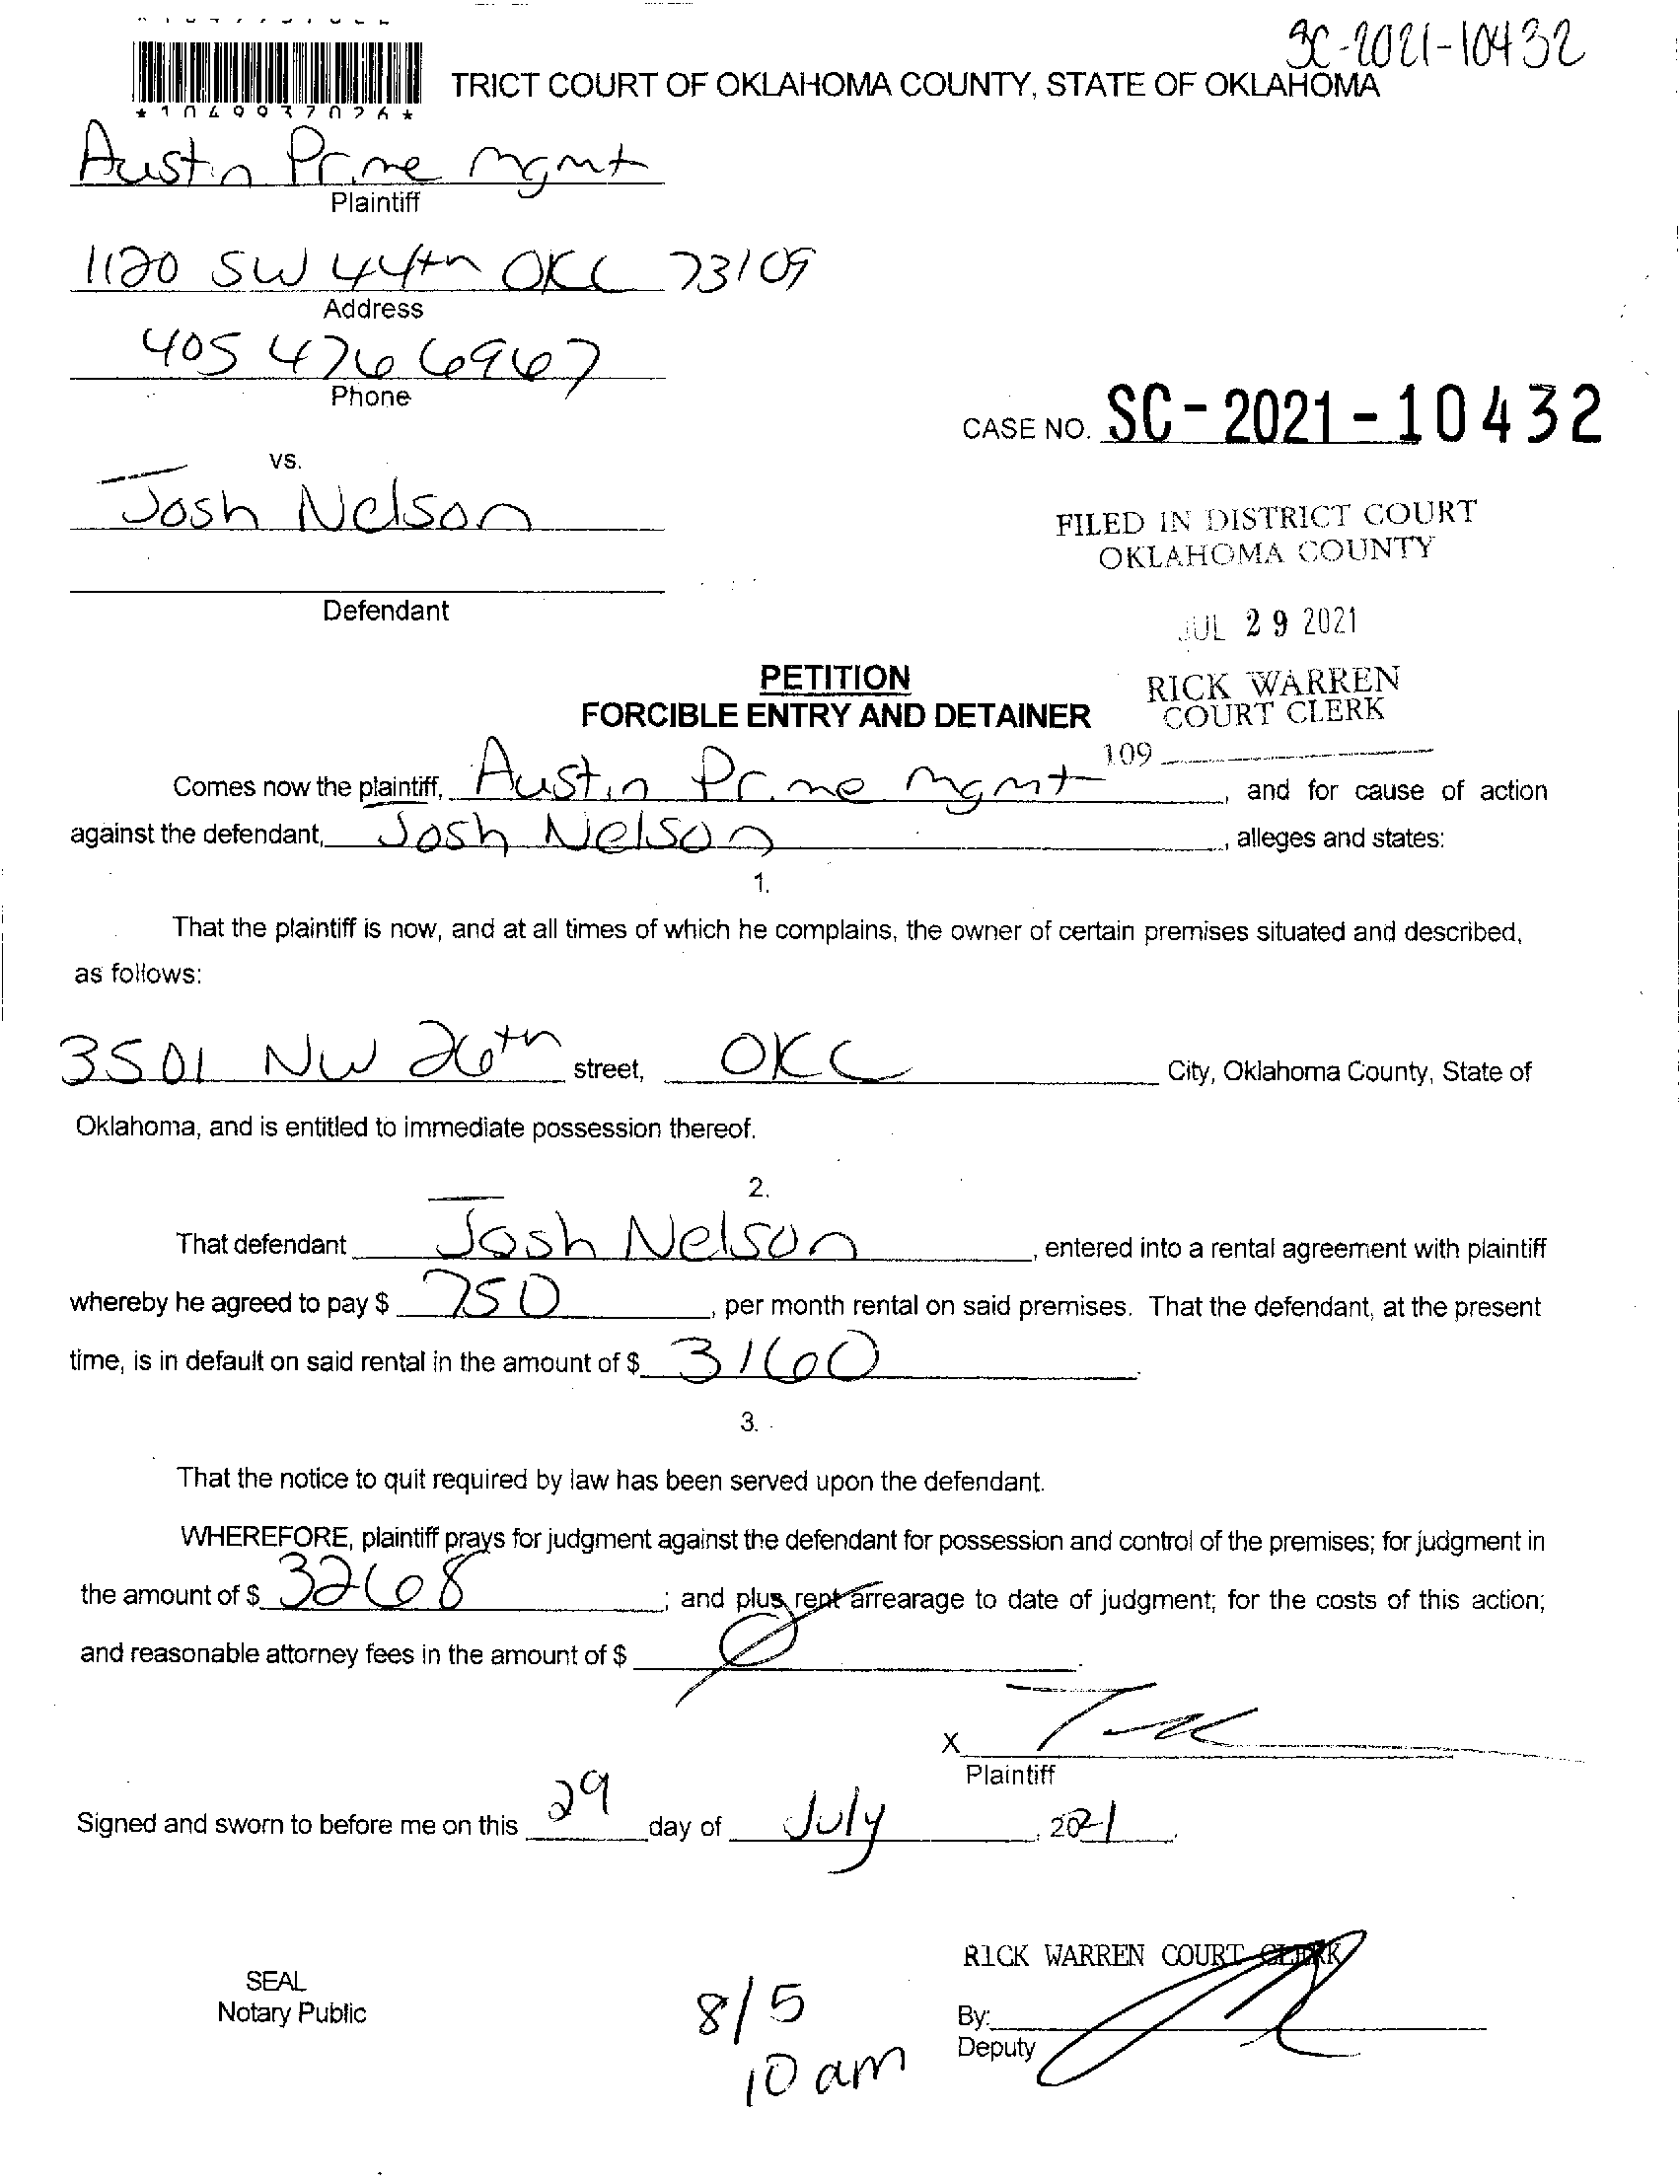 SC-2021-10432
TRICT COURT OF OKLAHOMA COUNTY, STATE OF OKLAHOMA
*1049937026*
Austin Prime Mgmt
Plaintiff
1120 SW 44th OKC 73109
Address
405 476 6967
Phone
CASE NO. SC-2021-10432
vs.
Josh Nelson
FILED IN DISTRICT COURT
OKLAHOMA COUNTY
Defendant
JUL 29 2021
PETITION
RICK WARREN
FORCIBLE ENTRY AND DETAINER
COURT CLERK
109
Comes now the plaintiff, Austin Prime Mgmt, and for cause of action
against the defendant, Josh Nelson, alleges and states:
1.
That the plaintiff is now, and at all times of which he complains, the owner of certain premises situated and described,
as follows:
3501 NW 26th street, OKC City, Oklahoma County, State of
Oklahoma, and is entitled to immediate possession thereof.
2.
That defendant Josh Nelson, entered into a rental agreement with plaintiff
whereby he agreed to pay $ 750, per month rental on said premises. That the defendant, at the present
time, is in default on said rental in the amount of $ 3160.
3.
That the notice to quit required by law has been served upon the defendant.
WHEREFORE, plaintiff prays for judgment against the defendant for possession and control of the premises; for judgment in
the amount of $ 3268; and plus rent arrearage to date of judgment; for the costs of this action;
and reasonable attorney fees in the amount of $ Ø.
X
Plaintiff
Signed and sworn to before me on this 29 day of July, 2021.
RICK WARREN COURT CLERK
SEAL
Notary Public
8/5
By:
Deputy
10 am